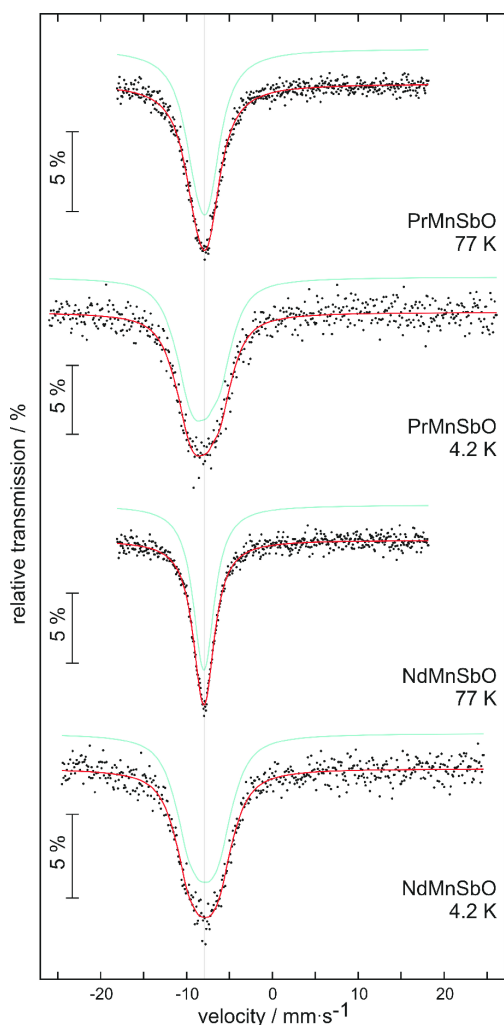 5 %
PrMnSbO
77 K
5 %
PrMnSbO
4.2 K
relative transmission / %
5 %
NdMnSbO
77 K
5 %
NdMnSbO
4.2 K
-20 -10 0 10 20
velocity / mm·s⁻¹